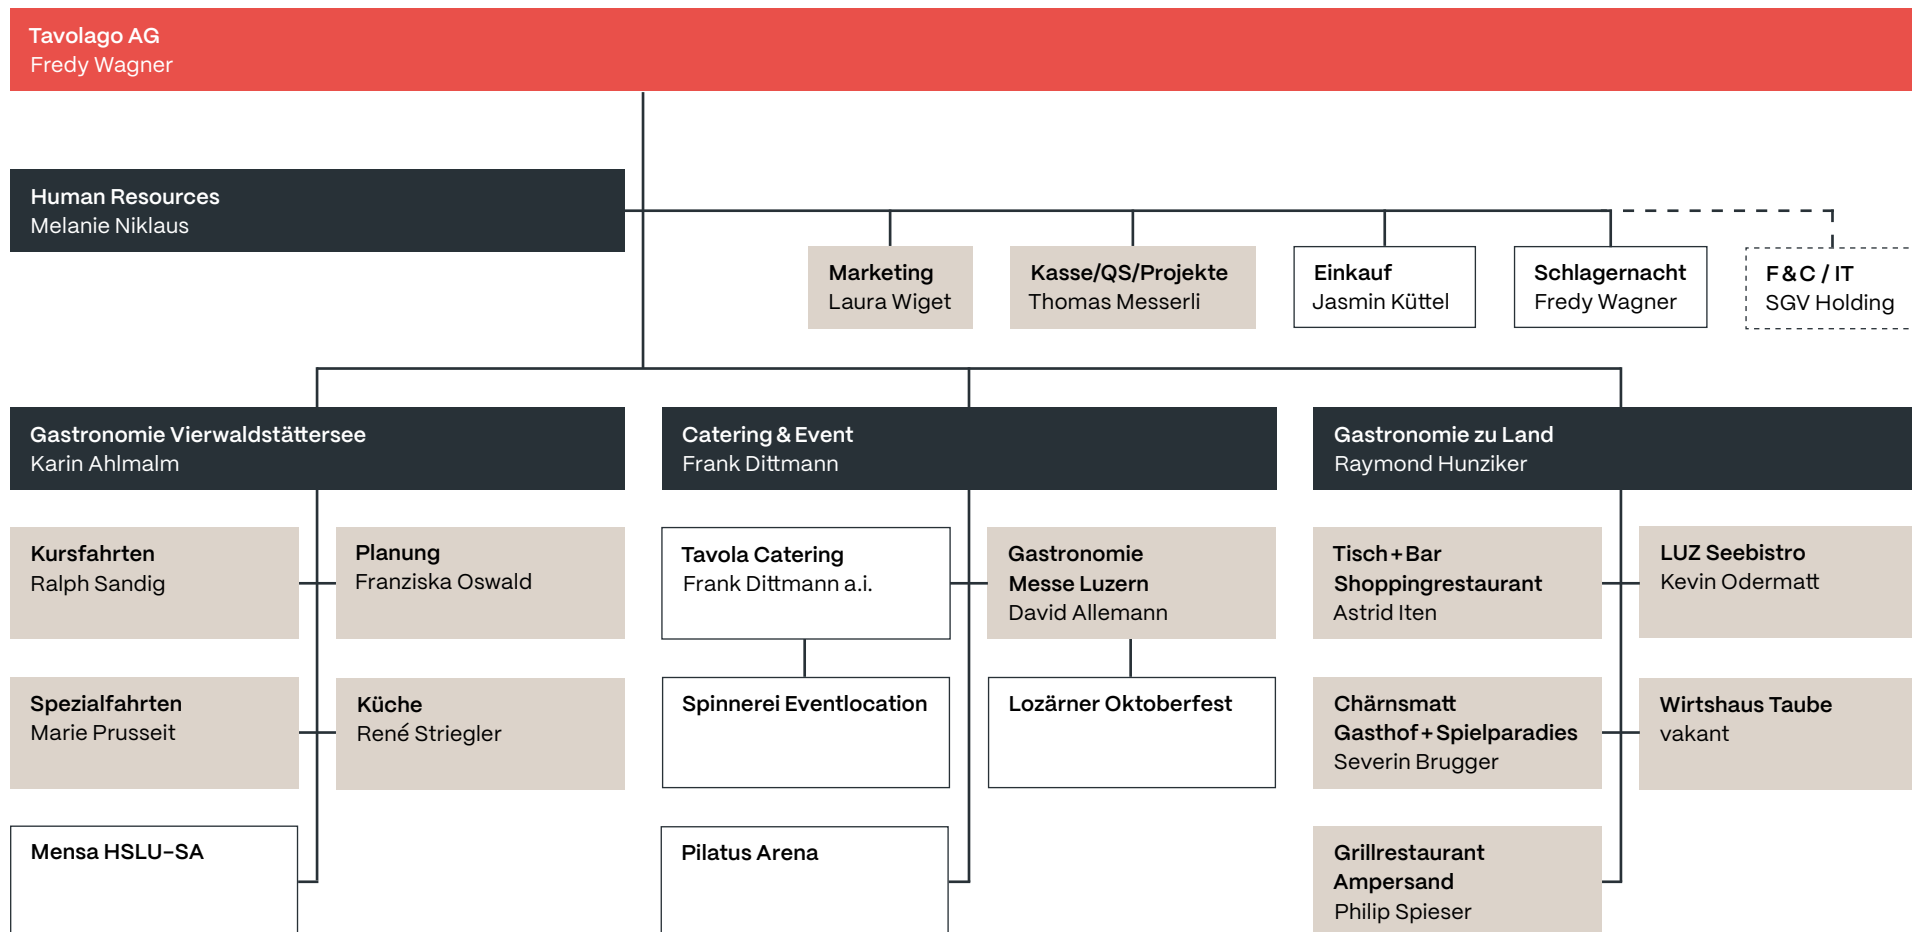 Tavolago AG
Fredy Wagner
Human Resources
Melanie Niklaus
Marketing
Laura Wiget
Kasse/QS/Projekte
Thomas Messerli
Einkauf
Jasmin Küttel
Schlagernacht
Fredy Wagner
F & C / IT
SGV Holding
Gastronomie Vierwaldstättersee
Karin Ahlmalm
Catering & Event
Frank Dittmann
Gastronomie zu Land
Raymond Hunziker
Kursfahrten
Ralph Sandig
Planung
Franziska Oswald
Tavola Catering
Frank Dittmann a.i.
Gastronomie
Messe Luzern
David Allemann
Tisch + Bar
Shoppingrestaurant
Astrid Iten
LUZ Seebistro
Kevin Odermatt
Spezialfahrten
Marie Prusseit
Küche
René Striegler
Spinnerei Eventlocation
Lozärner Oktoberfest
Chärnsmatt
Gasthof + Spielparadies
Severin Brugger
Wirtshaus Taube
vakant
Mensa HSLU-SA
Pilatus Arena
Grillrestaurant
Ampersand
Philip Spieser